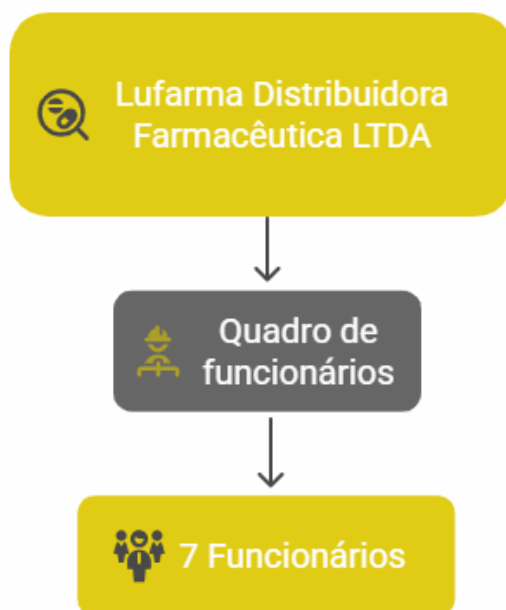 Lufarma Distribuidora
Farmacêutica LTDA
Quadro de
funcionários
7 Funcionários